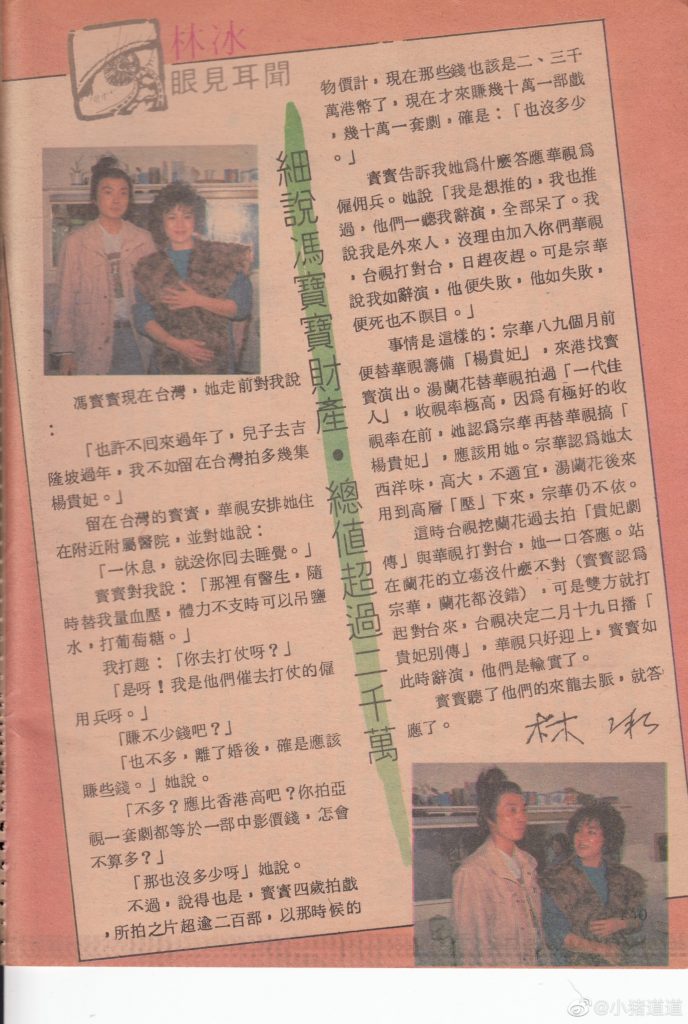 林冰
眼見耳聞
細說馮寶寶財產•總值超過二千萬
馮寶寶現在台灣，她走前對我說
：
「也許不回來過年了，兒子去吉
隆坡過年，我不如留在台灣拍多幾集
楊貴妃。」
留在台灣的寶寶，華視安排她住
在附近附屬醫院，並對她說：
「一休息，就送你回去睡覺。」
寶寶對我說：「那裡有醫生，隨
時替我量血壓，體力不支時可以吊鹽
水，打葡萄糖。」
我打趣：「你去打仗呀？」
「是呀！我是他們催去打仗的僱
用兵呀。」
「賺不少錢吧？」
「也不多，離了婚後，確是應該
賺些錢。」她說。
「不多？應比香港高吧？你拍亞
視一套劇都等於一部中影價錢，怎會
不算多？」
「那也沒多少呀」她說。
不過，說得也是，寶寶四歲拍戲
，所拍之片超逾二百部，以那時候的
物價計，現在那些錢也該是二、三千
萬港幣了，現在才來賺幾十萬一部戲
，幾十萬一套劇，確是：「也沒多少
。」
寶寶告訴我她爲什麼答應華視爲
僱佣兵。她說「我是想推的，我也推
過，他們一聽我辭演，全部呆了。我
說我是外來人，沒理由加入你們華視
，台視打對台，日趕夜趕。可是宗華
說我如辭演，他便失敗，他如失敗，
便死也不瞑目。」
事情是這樣的：宗華八九個月前
便替華視籌備「楊貴妃」，來港找寶
寶演出。湯蘭花替華視拍過「一代佳
人」，收視率極高，因爲有極好的收
視率在前，她認爲宗華再替華視搞「
楊貴妃」，應該用她。宗華認爲她太
西洋味，高大，不適宜，湯蘭花後來
用到高層「壓」下來，宗華仍不依。
這時台視挖蘭花過去拍「貴妃劇
傳」與華視打對台，她一口答應。站
在蘭花的立塲沒什麼不對（寶寶認爲
宗華，蘭花都沒錯），可是雙方就打
起對台來，台視決定二月十九日播「
貴妃別傳」，華視只好迎上，寶寶如
此時辭演，他們是輸實了。
寶寶聽了他們的來龍去脈，就答
應了。
林冰
40
@小猪道道